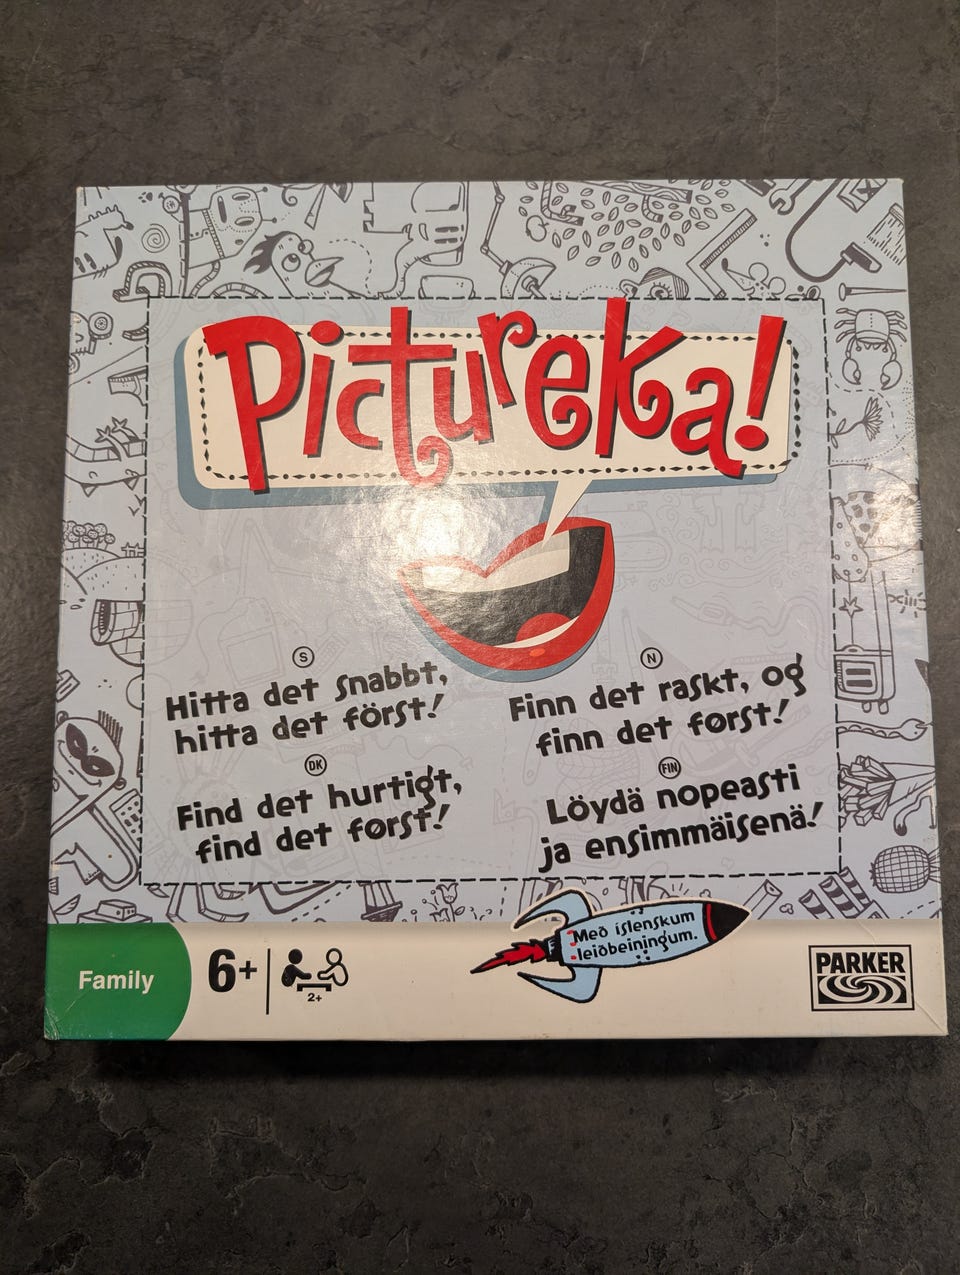 Pictureka!
S
Hitta det snabbt,
hitta det först!
N
Finn det raskt, og
finn det først!
DK
Find det hurtigt,
find det først!
FIN
Löydä nopeasti
ja ensimmäisenä!
Með íslenskum
leiðbeiningum.
Family
6+
2+
PARKER